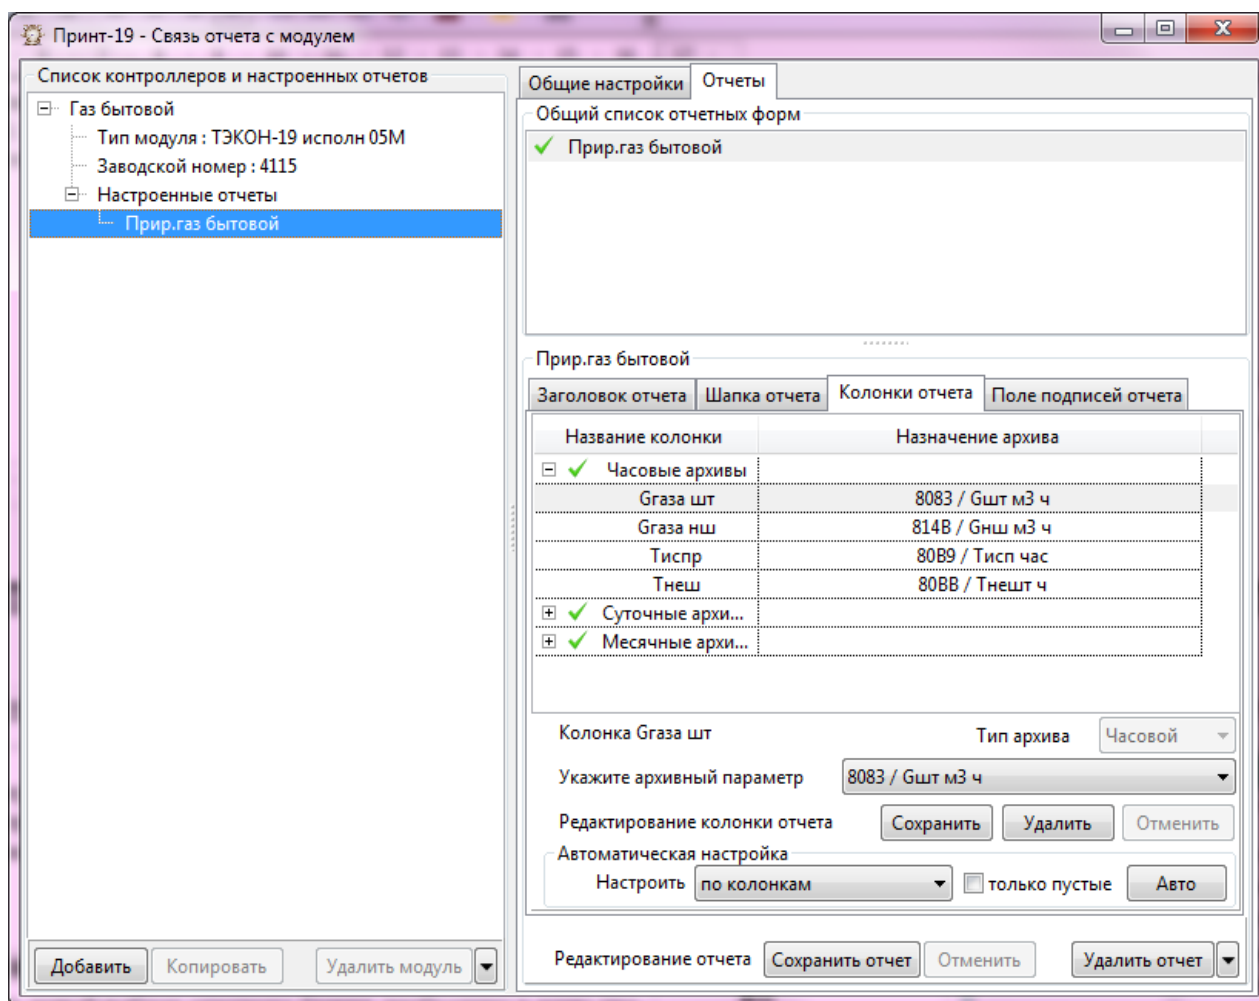 Принт-19 - Связь отчета с модулем
Список контроллеров и настроенных отчетов
Газ бытовой
Тип модуля : ТЭКОН-19 исполн 05М
Заводской номер : 4115
Настроенные отчеты
Прир.газ бытовой
Добавить Копировать Удалить модуль
Общие настройки Отчеты
Общий список отчетных форм
Прир.газ бытовой
Прир.газ бытовой
Заголовок отчета Шапка отчета Колонки отчета Поле подписей отчета
Название колонки Назначение архива
Часовые архивы
Gгаза шт 8083 / Gшт м3 ч
Gгаза нш 814B / Gнш м3 ч
Тиспр 80B9 / Тисп час
Тнеш 80BB / Тнешт ч
Суточные архи...
Месячные архи...
Колонка Gгаза шт Тип архива Часовой
Укажите архивный параметр 8083 / Gшт м3 ч
Редактирование колонки отчета Сохранить Удалить Отменить
Автоматическая настройка
Настроить по колонкам только пустые Авто
Редактирование отчета Сохранить отчет Отменить Удалить отчет